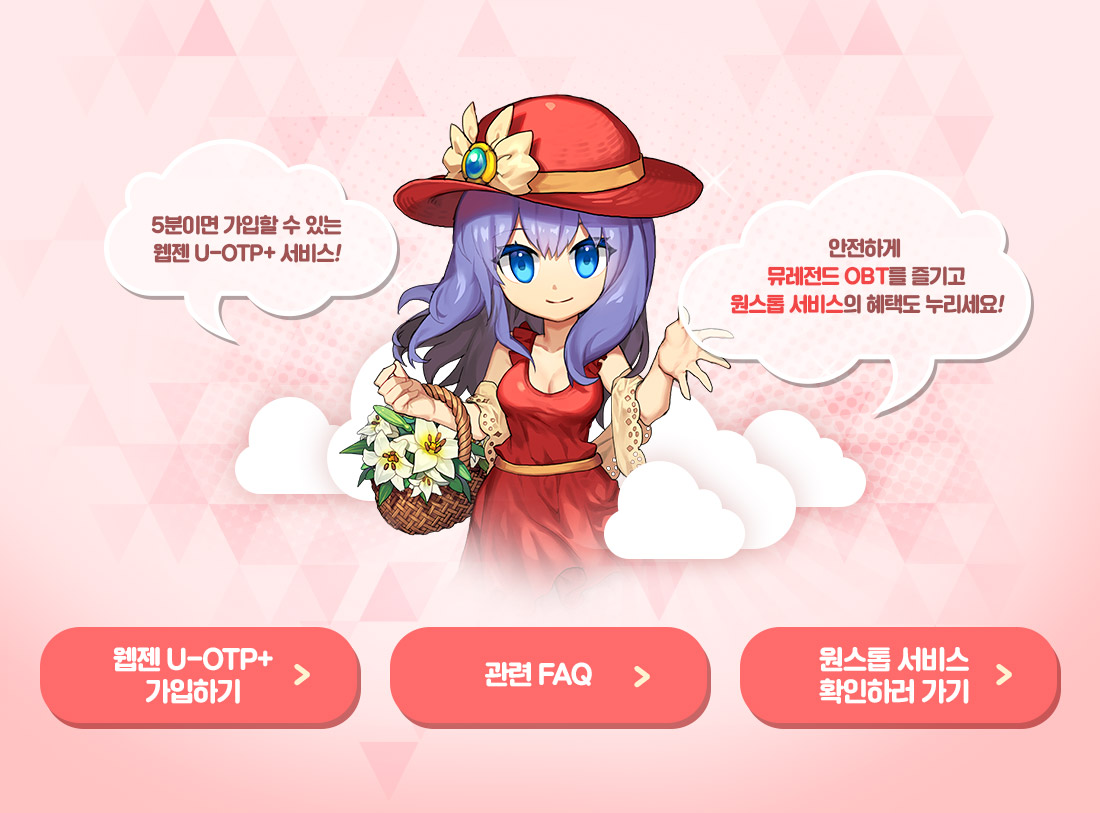 5분이면 가입할 수 있는
웹젠 U-OTP+ 서비스!
안전하게
뮤레전드 OBT를 즐기고
원스톱 서비스의 혜택도 누리세요!
웹젠 U-OTP+
가입하기
관련 FAQ
원스톱 서비스
확인하러 가기